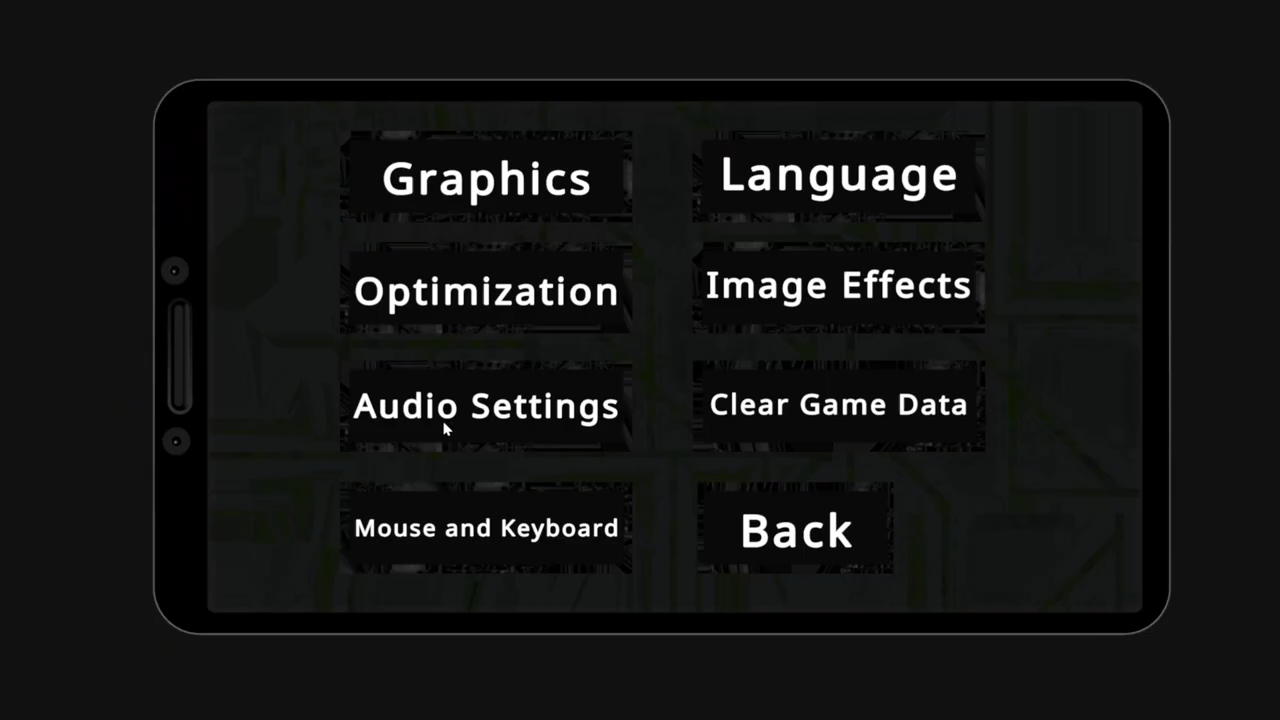 Graphics
Language
Optimization
Image Effects
Audio Settings
Clear Game Data
Mouse and Keyboard
Back